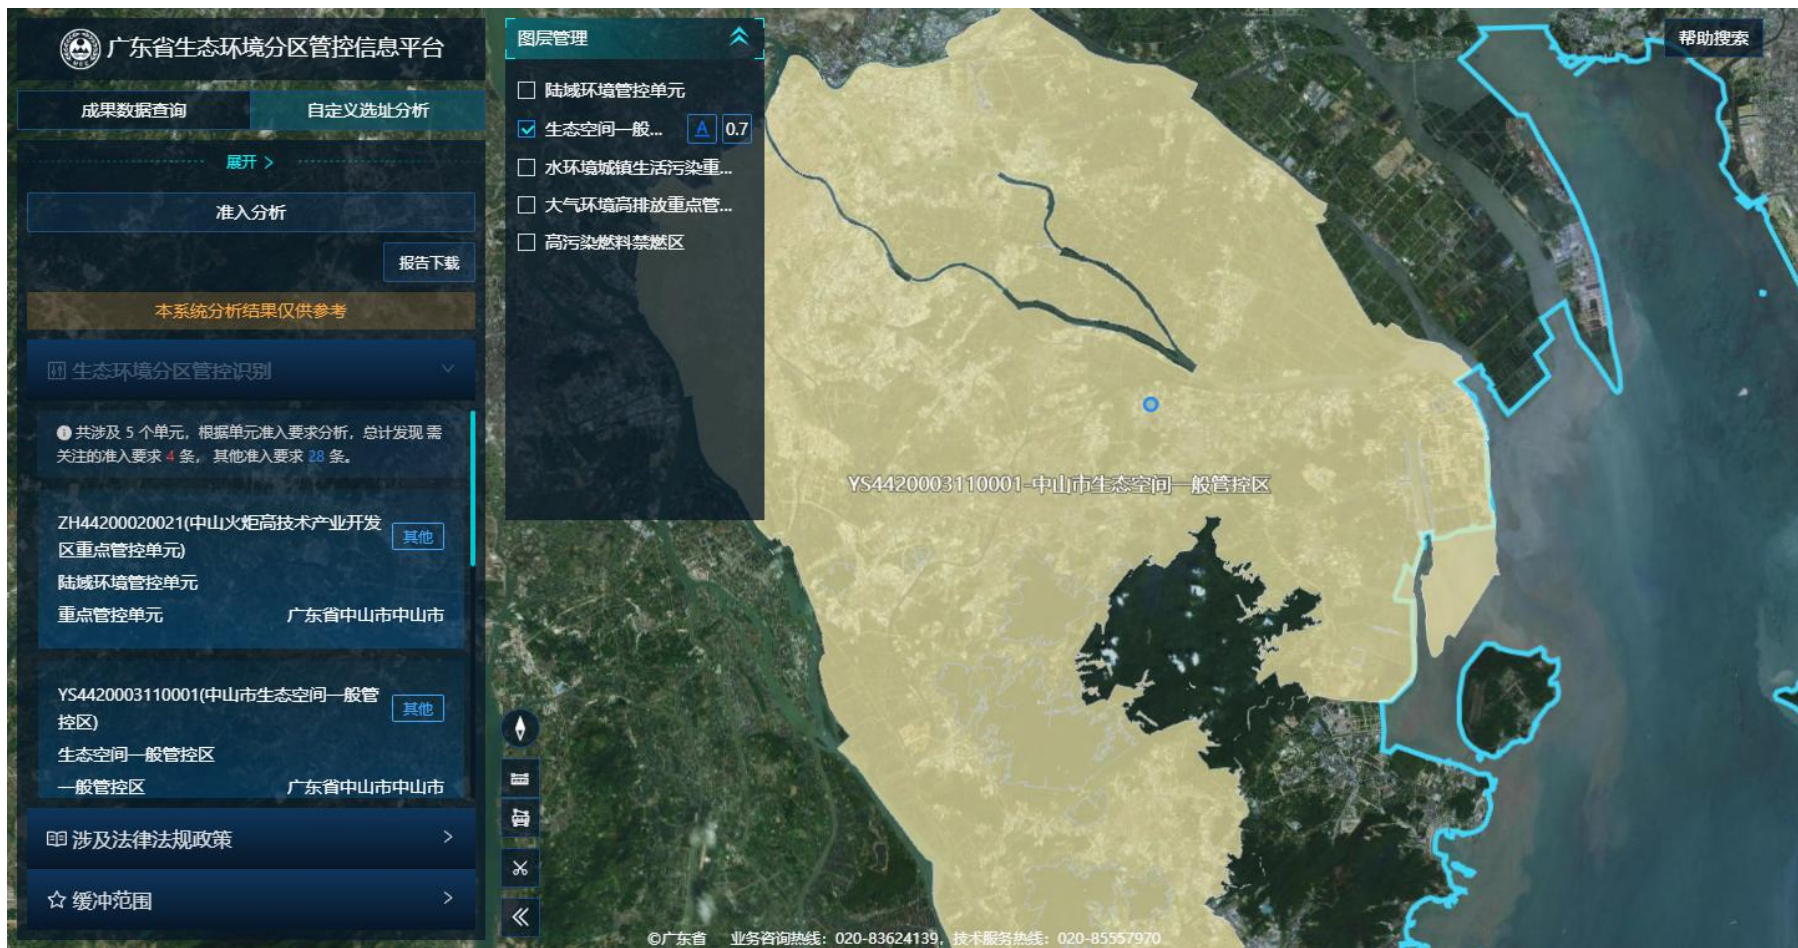 广东省生态环境分区管控信息平台
成果数据查询
自定义选址分析
展开 >
准入分析
报告下载
本系统分析结果仅供参考
生态环境分区管控识别
共涉及 5 个单元，根据单元准入要求分析，总计发现 需
关注的准入要求 4 条， 其他准入要求 28 条。
ZH44200020021(中山火炬高技术产业开发
区重点管控单元)
其他
陆域环境管控单元
重点管控单元
广东省中山市中山市
YS4420003110001(中山市生态空间一般管
控区)
其他
生态空间一般管控区
一般管控区
广东省中山市中山市
涉及法律法规政策
缓冲范围
图层管理
陆域环境管控单元
生态空间一般...
A
0.7
水环境城镇生活污染重...
大气环境高排放重点管...
高污染燃料禁燃区
帮助搜索
YS4420003110001-中山市生态空间一般管控区
©广东省 业务咨询热线：020-83624139，技术服务热线：020-85557970